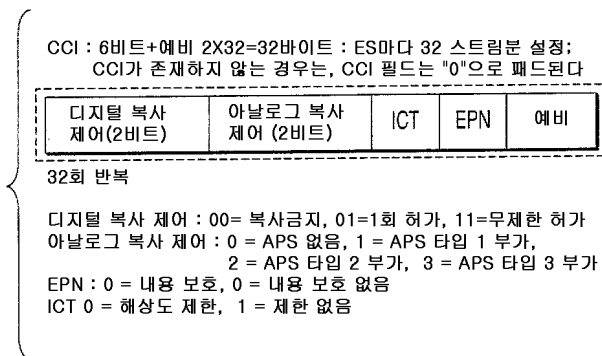 CCI : 6비트+예비 2X32=32바이트 : ES마다 32 스트림분 설정;
CCI가 존재하지 않는 경우는, CCI 필드는 "0"으로 패드된다
디지털 복사 제어(2비트)
아날로그 복사 제어 (2비트)
ICT
EPN
예비
32회 반복
디지털 복사 제어 : 00= 복사금지, 01=1회 허가, 11=무제한 허가
아날로그 복사 제어 : 0 = APS 없음, 1 = APS 타입 1 부가,
2 = APS 타입 2 부가, 3 = APS 타입 3 부가
EPN : 0 = 내용 보호, 0 = 내용 보호 없음
ICT 0 = 해상도 제한, 1 = 제한 없음